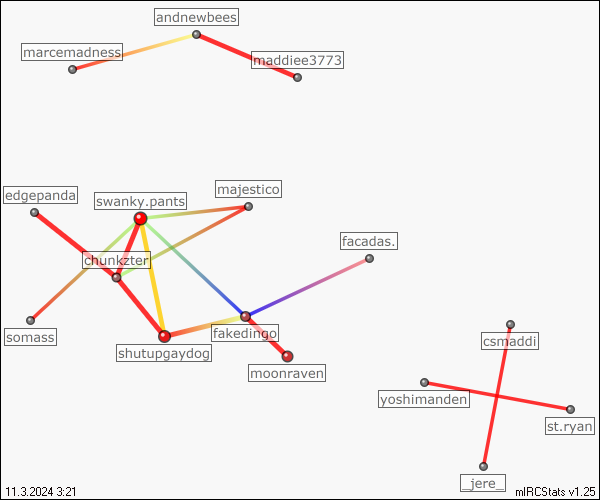 andnewbees
marcemadness
maddiee3773
edgepanda
swanky.pants
majestico
facadas.
chunkzter
somass
shutupgaydog
fakedingo
moonraven
csmaddi
yoshimanden
st.ryan
_jere_
11.3.2024 3:21
mIRCStats v1.25